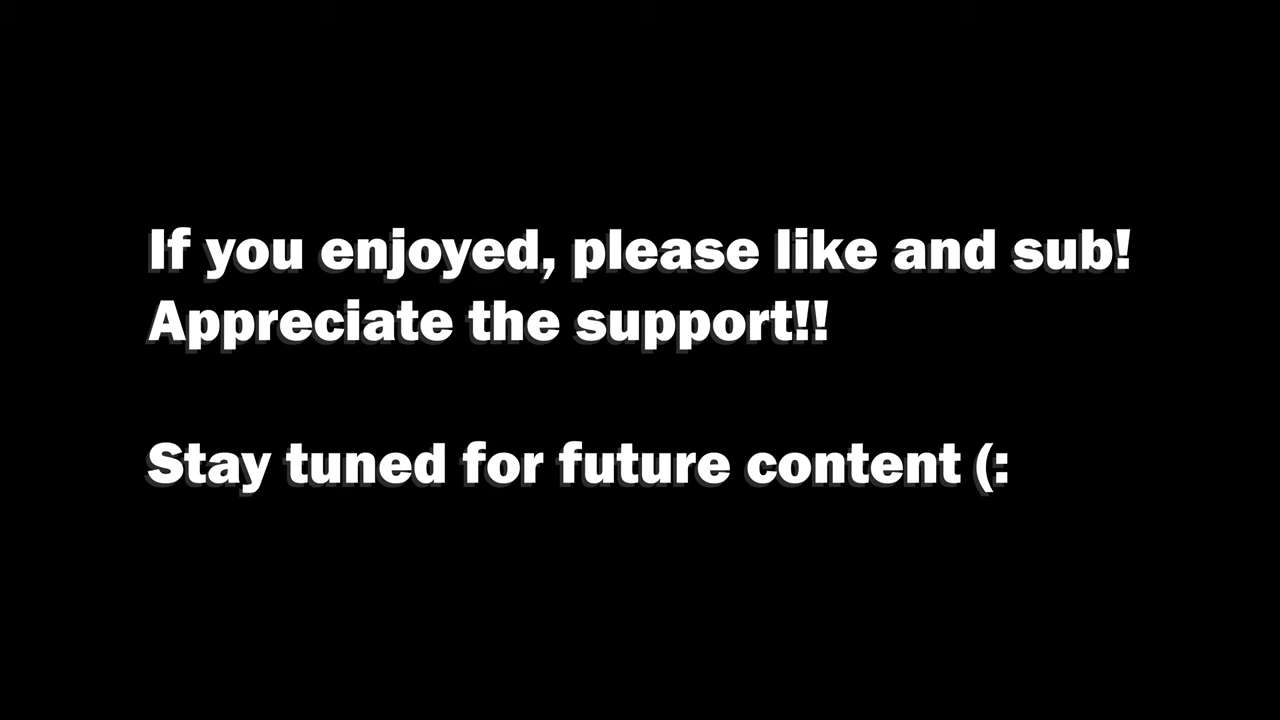 If you enjoyed, please like and sub!
Appreciate the support!!
Stay tuned for future content (: